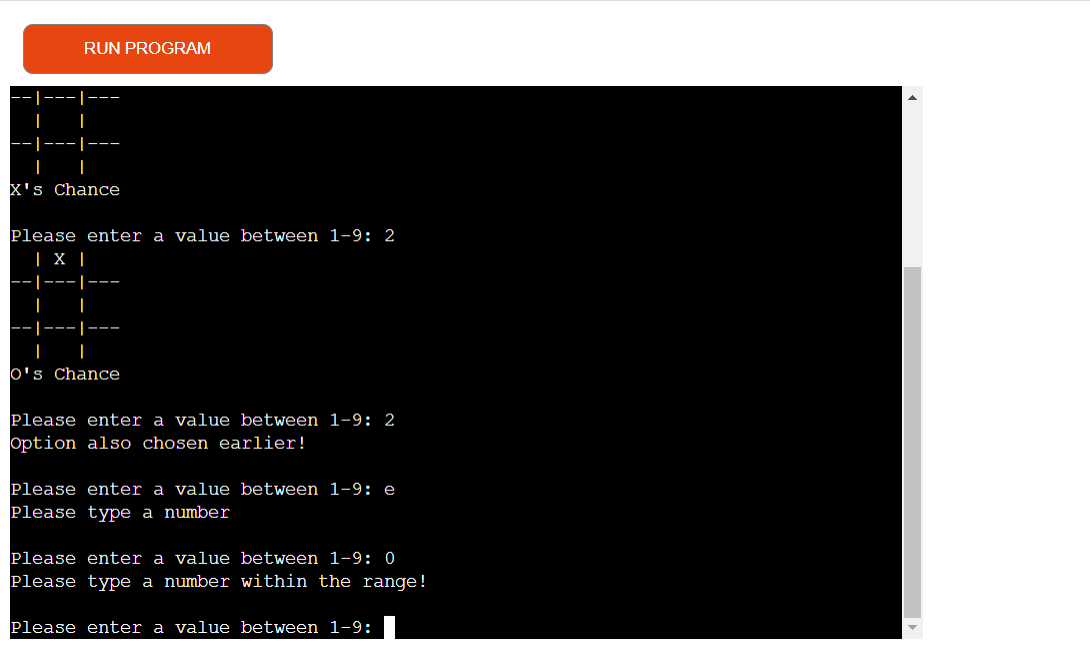 RUN PROGRAM
--|---|---
  |   |
--|---|---
  |   |
X's Chance
Please enter a value between 1-9: 2
  | X |
--|---|---
  |   |
--|---|---
  |   |
O's Chance
Please enter a value between 1-9: 2
Option also chosen earlier!
Please enter a value between 1-9: e
Please type a number
Please enter a value between 1-9: 0
Please type a number within the range!
Please enter a value between 1-9: